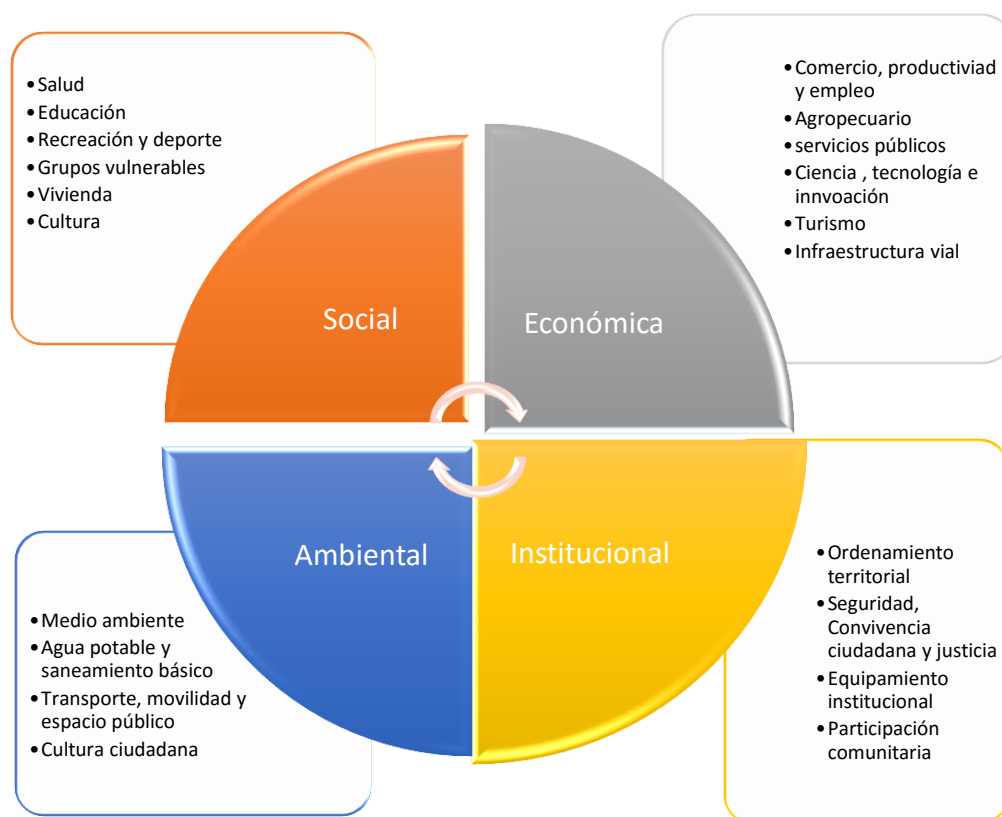 •Salud
•Educación
•Recreación y deporte
•Grupos vulnerables
•Vivienda
•Cultura
Social
•Comercio, productiviad
y empleo
•Agropecuario
•servicios públicos
•Ciencia , tecnología e
innvoación
•Turismo
•Infraestructura vial
Económica
Ambiental
•Medio ambiente
•Agua potable y
saneamiento básico
•Transporte, movilidad y
espacio público
•Cultura ciudadana
Institucional
•Ordenamiento
territorial
•Seguridad,
Convivencia
ciudadana y justicia
•Equipamiento
institucional
•Participación
comunitaria